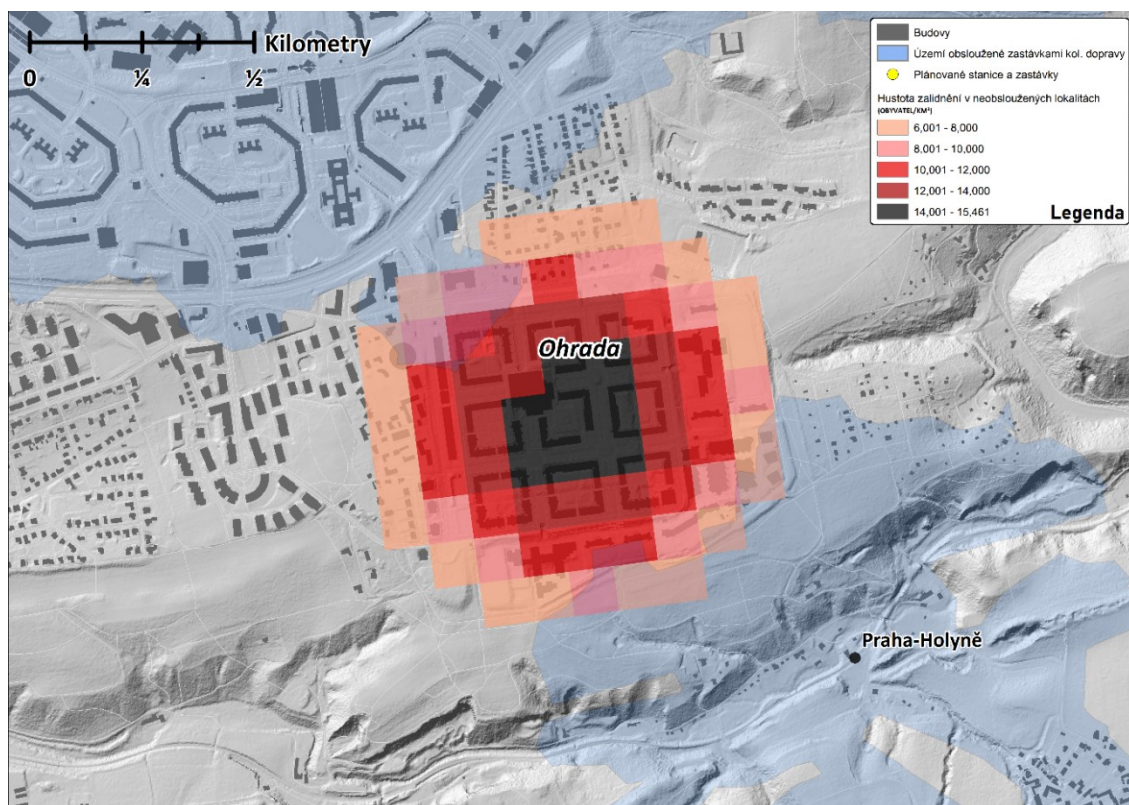 Kilometry
0 ¼ ½
Budovy
Území obsloužené zastávkami kol. dopravy
Plánované stanice a zastávky
Hustota zalidnění v neobsloužených lokalitách
(OBYVATEL/KM²)
6,001 - 8,000
8,001 - 10,000
10,001 - 12,000
12,001 - 14,000
14,001 - 15,461
Legenda
Ohrada
Praha-Holyně